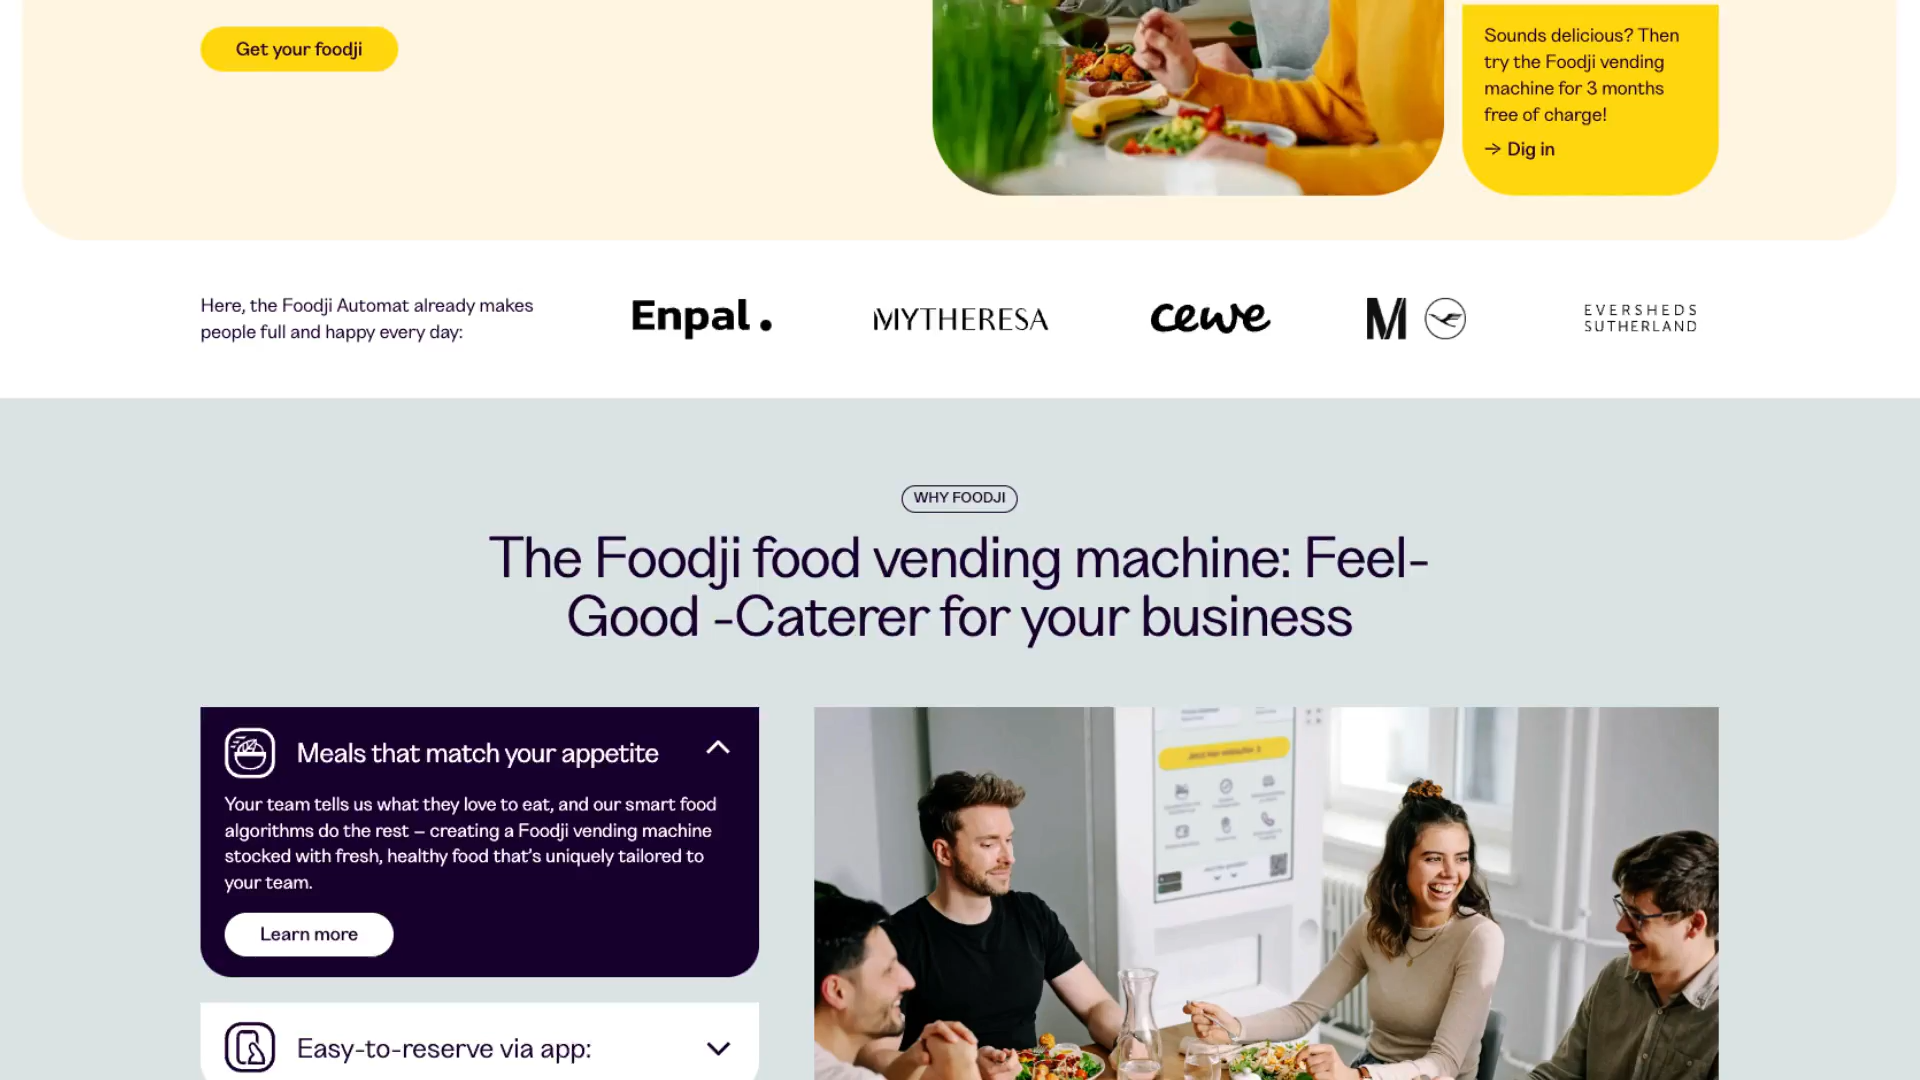 Get your foodji
Sounds delicious? Then
try the Foodji vending
machine for 3 months
free of charge!
→ Dig in
Here, the Foodji Automat already makes
people full and happy every day:
Enpal.
MYTHERESA
cewe
M
EVERSHEDS
SUTHERLAND
WHY FOODJI
The Foodji food vending machine: Feel-
Good -Caterer for your business
Meals that match your appetite
Your team tells us what they love to eat, and our smart food
algorithms do the rest – creating a Foodji vending machine
stocked with fresh, healthy food that's uniquely tailored to
your team.
Learn more
Easy-to-reserve via app: